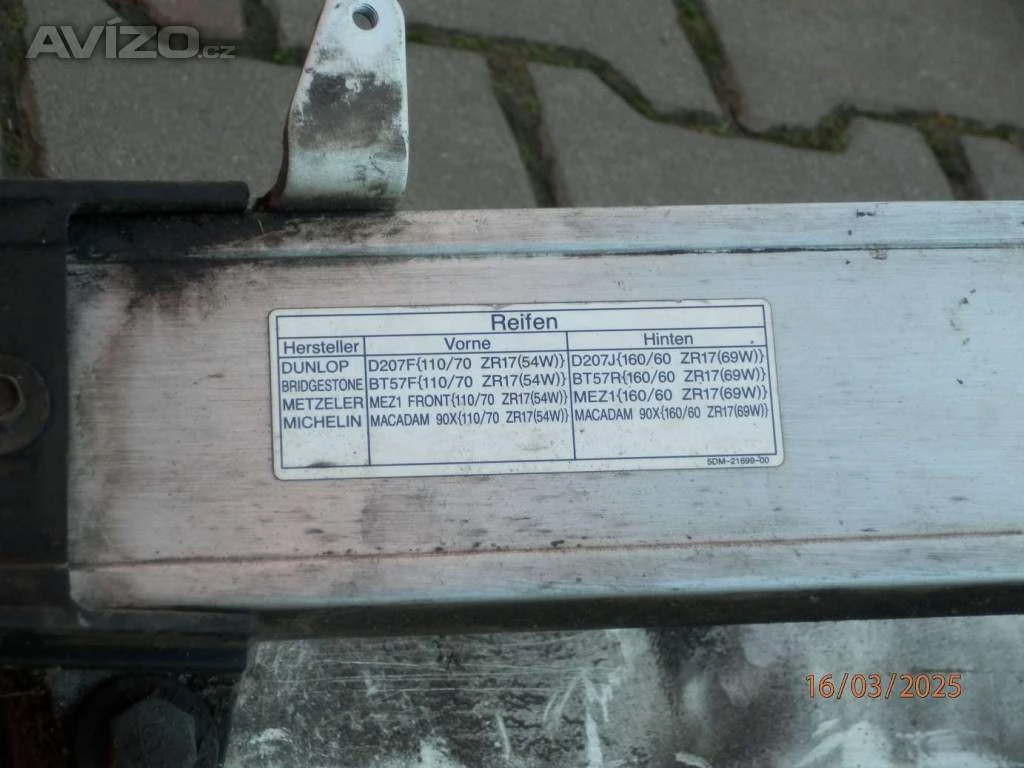 AVÍZO.cz
Reifen
Hersteller Vorne Hinten
DUNLOP D207F{110/70 ZR17(54W)} D207J{160/60 ZR17(69W)}
BRIDGESTONE BT57F{110/70 ZR17(54W)} BT57R{160/60 ZR17(69W)}
METZELER MEZ1 FRONT{110/70 ZR17(54W)} MEZ1{160/60 ZR17(69W)}
MICHELIN MACADAM 90X{110/70 ZR17(54W)} MACADAM 90X{160/60 ZR17(69W)}
5DM-21699-00
16/03/2025